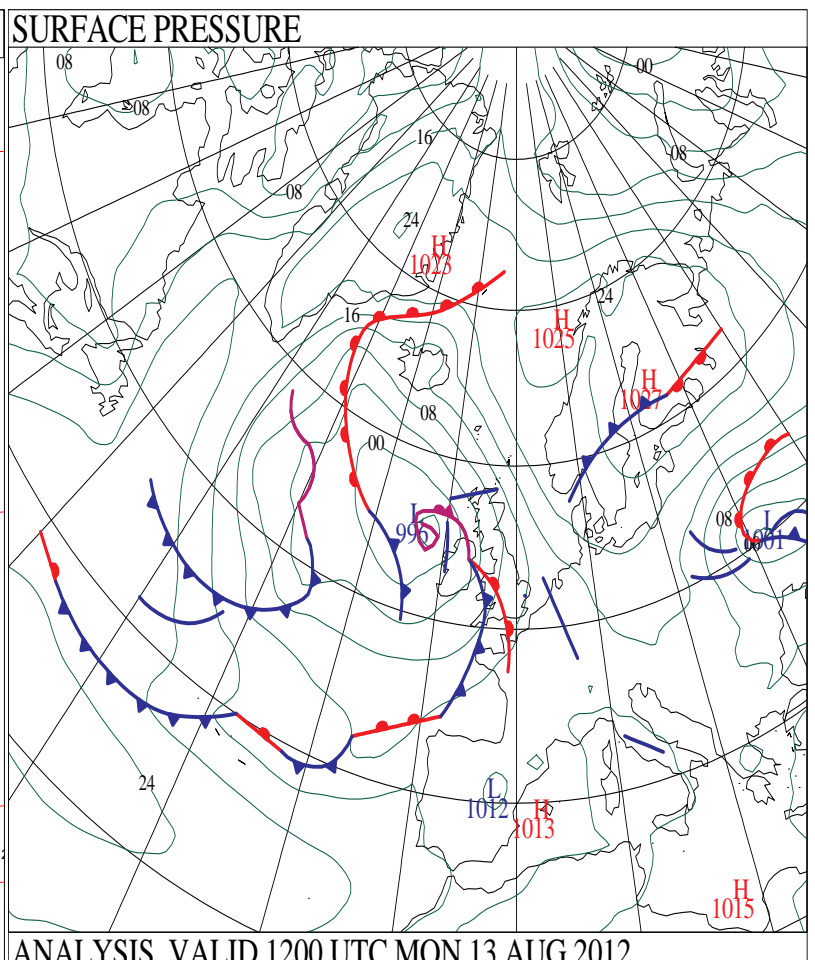 SURFACE PRESSURE
08
00
08
16
08
08
24
H
1023
24
16
H
1025
H
1027
08
00
L
996
08
L
1001
24
L
1012
H
1013
H
1015
ANALYSIS VALID 1200 UTC MON 13 AUG 2012